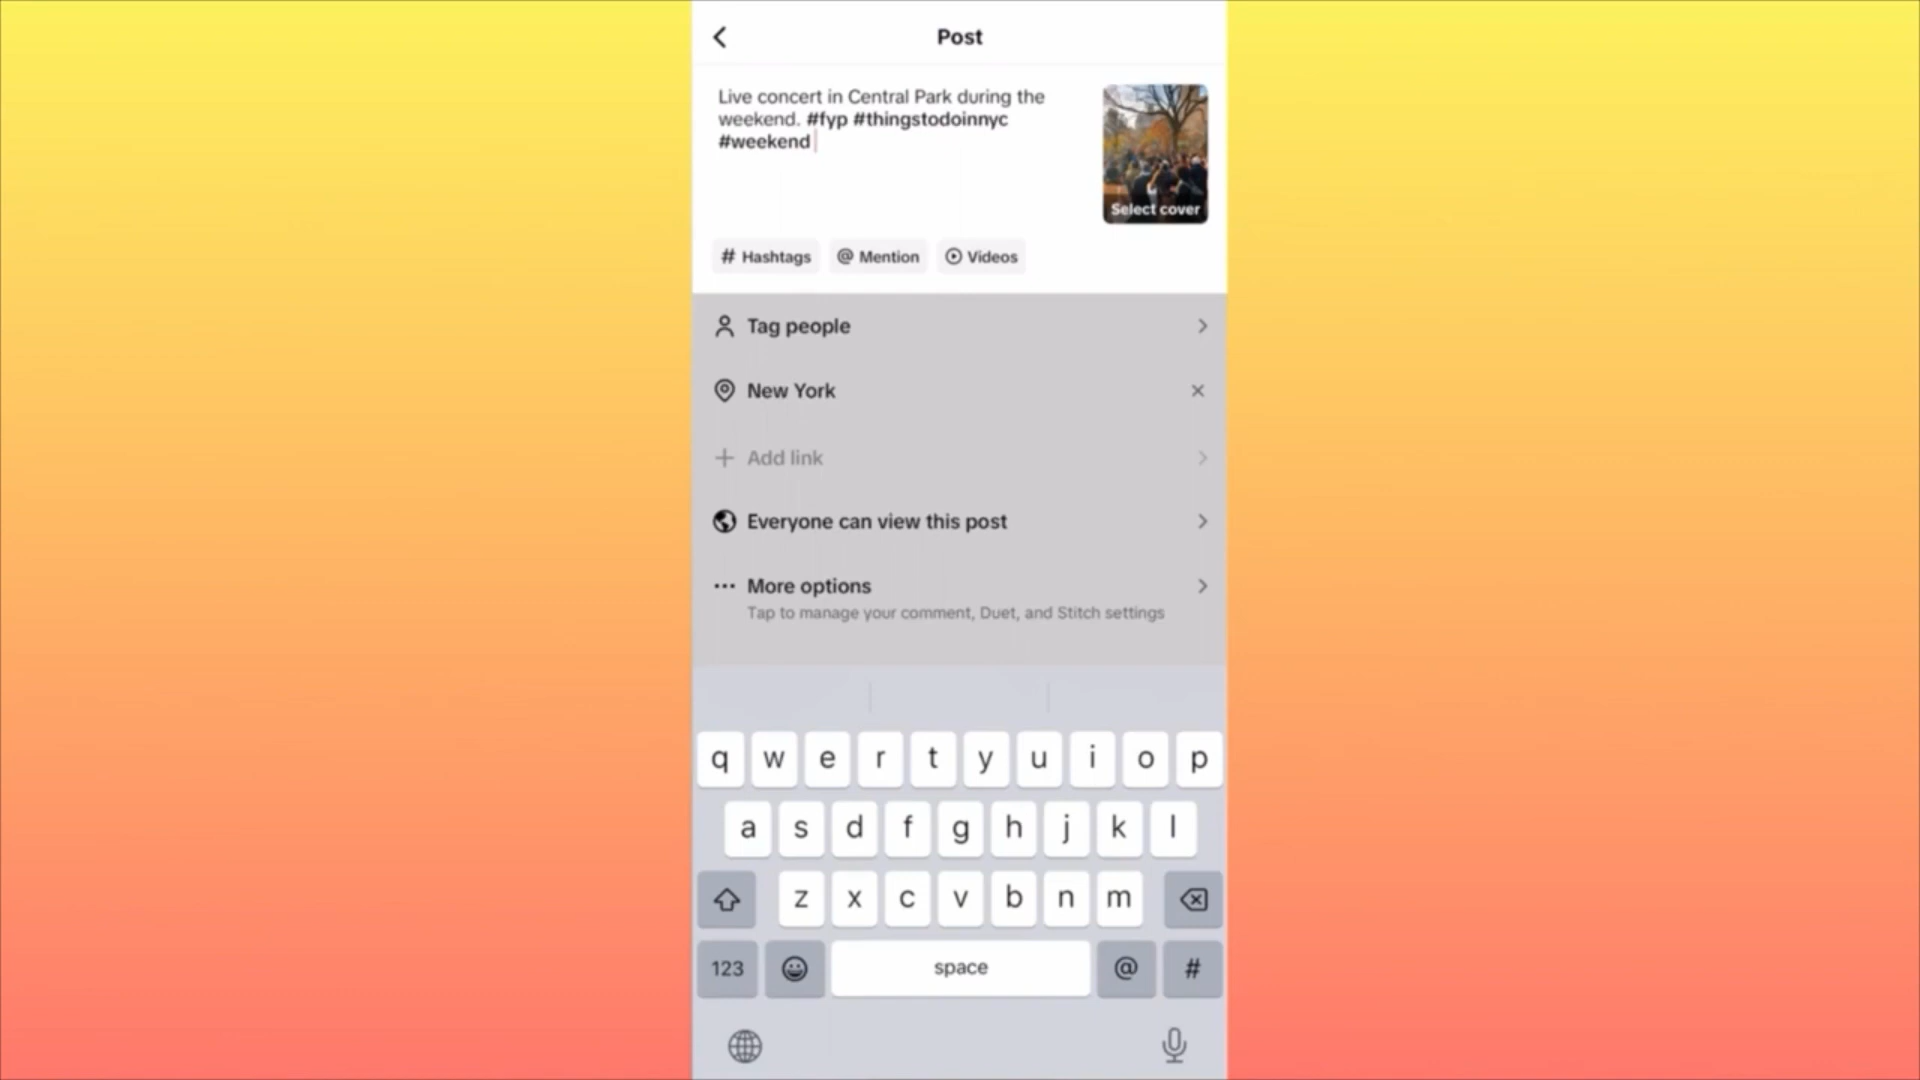 Post
Live concert in Central Park during the
weekend. #fyp #thingstodoinnyc
#weekend
Select cover
# Hashtags @ Mention Videos
Tag people
New York
Add link
Everyone can view this post
More options
Tap to manage your comment, Duet, and Stitch settings
q w e r t y u i o p
a s d f g h j k l
z x c v b n m
123 space @ #